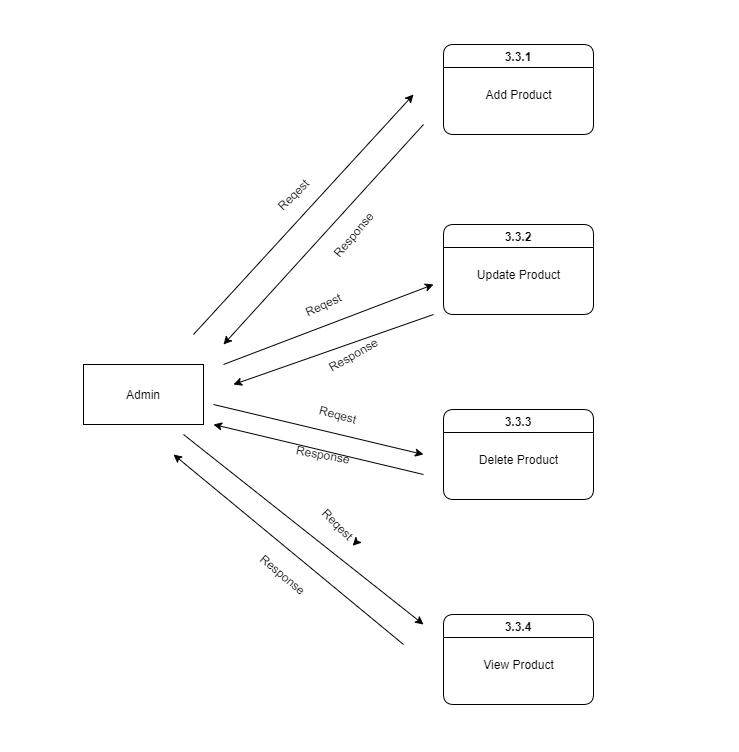 3.3.1
Add Product
Reqest
Response
3.3.2
Update Product
Reqest
Response
Admin
Reqest
Response
3.3.3
Delete Product
Reqest
Response
3.3.4
View Product